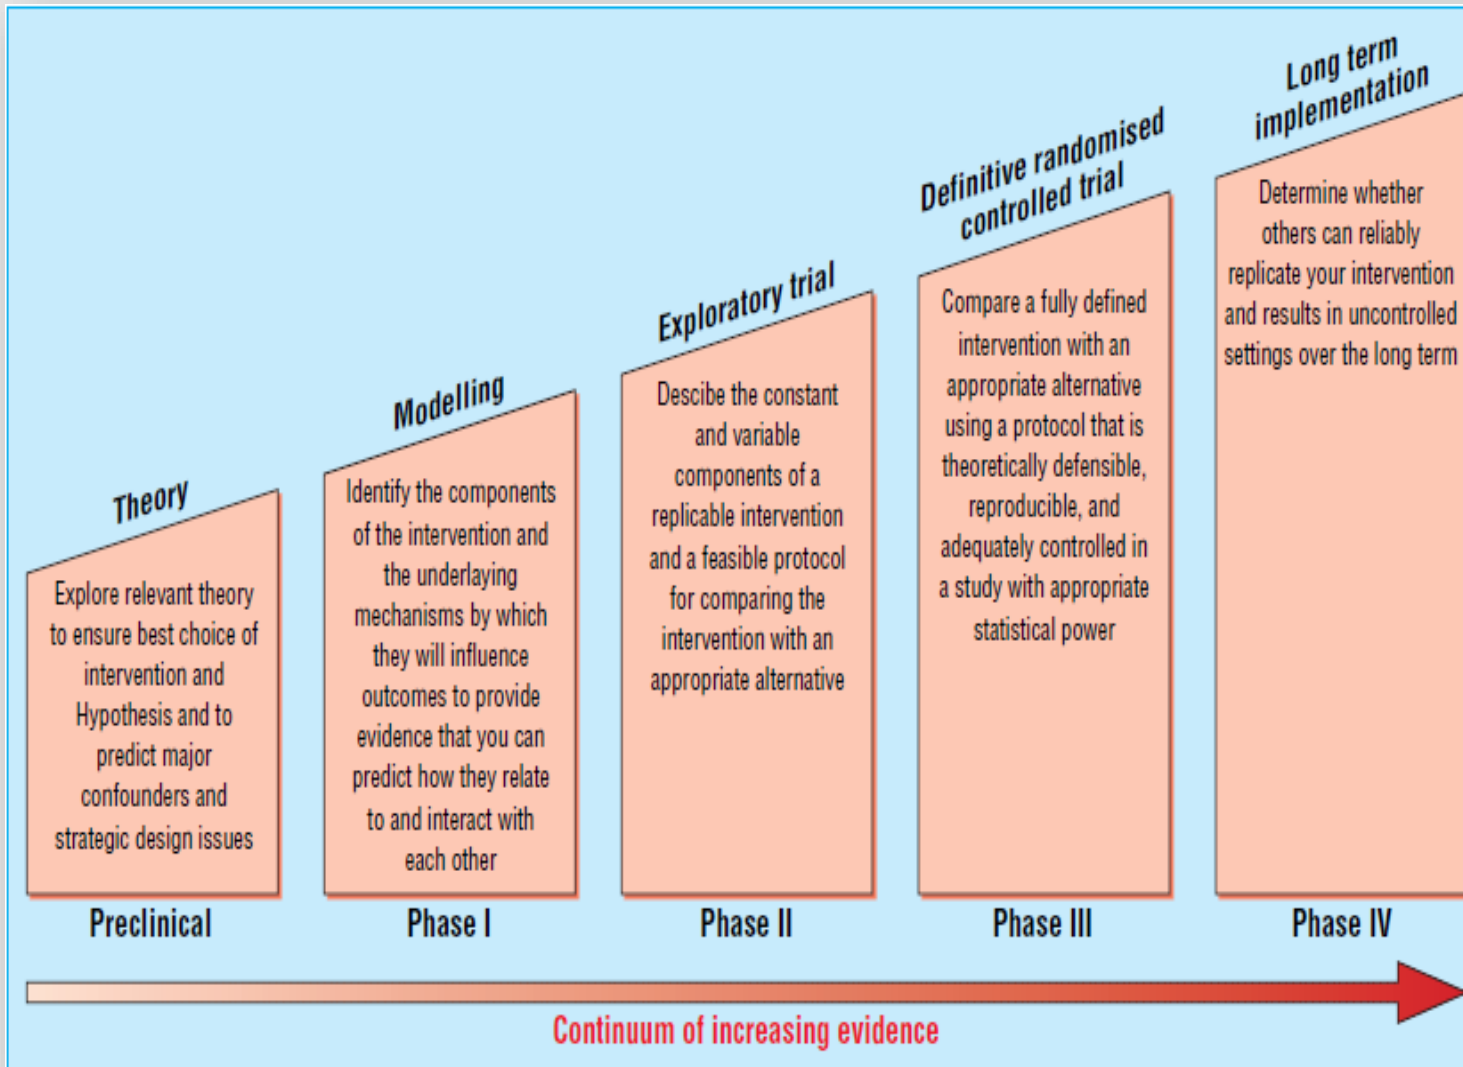 Theory
Explore relevant theory
to ensure best choice of
intervention and
Hypothesis and to
predict major
confounders and
strategic design issues
Preclinical
Modelling
Identify the components
of the intervention and
the underlaying
mechanisms by which
they will influence
outcomes to provide
evidence that you can
predict how they relate
to and interact with
each other
Phase I
Exploratory trial
Descibe the constant
and variable
components of a
replicable intervention
and a feasible protocol
for comparing the
intervention with an
appropriate alternative
Phase II
Definitive randomised
controlled trial
Compare a fully defined
intervention with an
appropriate alternative
using a protocol that is
theoretically defensible,
reproducible, and
adequately controlled in
a study with appropriate
statistical power
Phase III
Long term
implementation
Determine whether
others can reliably
replicate your intervention
and results in uncontrolled
settings over the long term
Phase IV
Continuum of increasing evidence